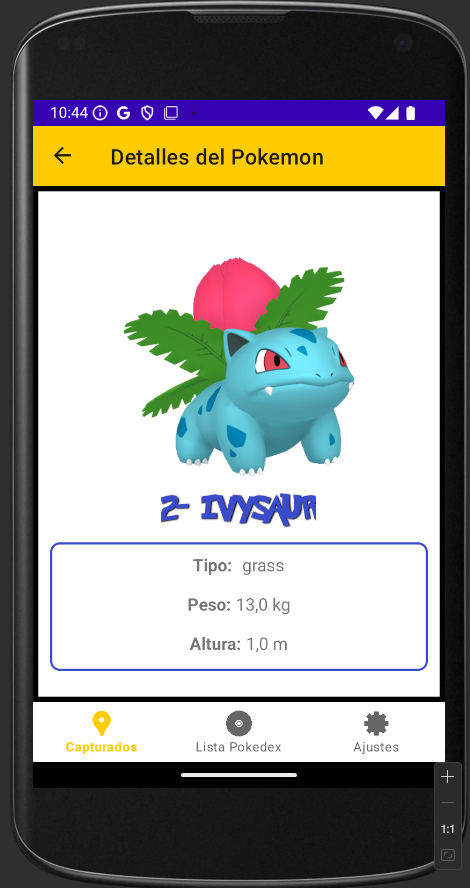 10:44
Detalles del Pokemon
2- IVYSAUR
Tipo: grass
Peso: 13,0 kg
Altura: 1,0 m
Capturados Lista Pokedex Ajustes
1:1